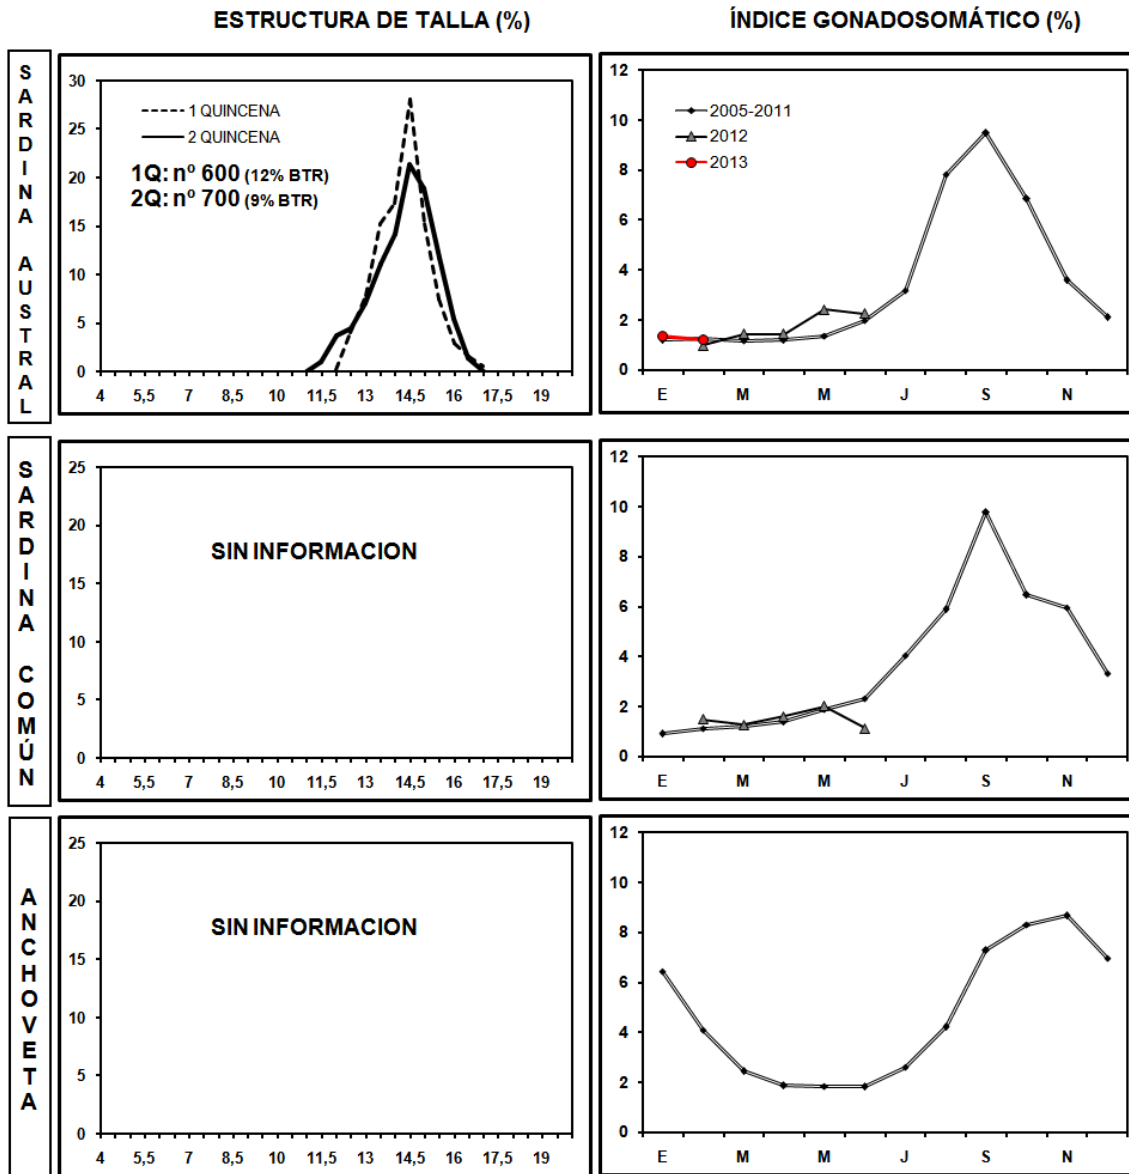 ESTRUCTURA DE TALLA (%)
ÍNDICE GONADOSOMÁTICO (%)
SARDINA AUSTRAL
30
25
20
15
10
5
0
1 QUINCENA
2 QUINCENA
1Q: nº 600 (12% BTR)
2Q: nº 700 (9% BTR)
4 5,5 7 8,5 10 11,5 13 14,5 16 17,5 19
12
10
8
6
4
2
0
2005-2011
2012
2013
E M M J S N
SARDINA COMÚN
25
20
15
10
5
0
SIN INFORMACION
4 5,5 7 8,5 10 11,5 13 14,5 16 17,5 19
12
10
8
6
4
2
0
E M M J S N
ANCHOVETA
25
20
15
10
5
0
SIN INFORMACION
4 5,5 7 8,5 10 11,5 13 14,5 16 17,5 19
12
10
8
6
4
2
0
E M M J S N